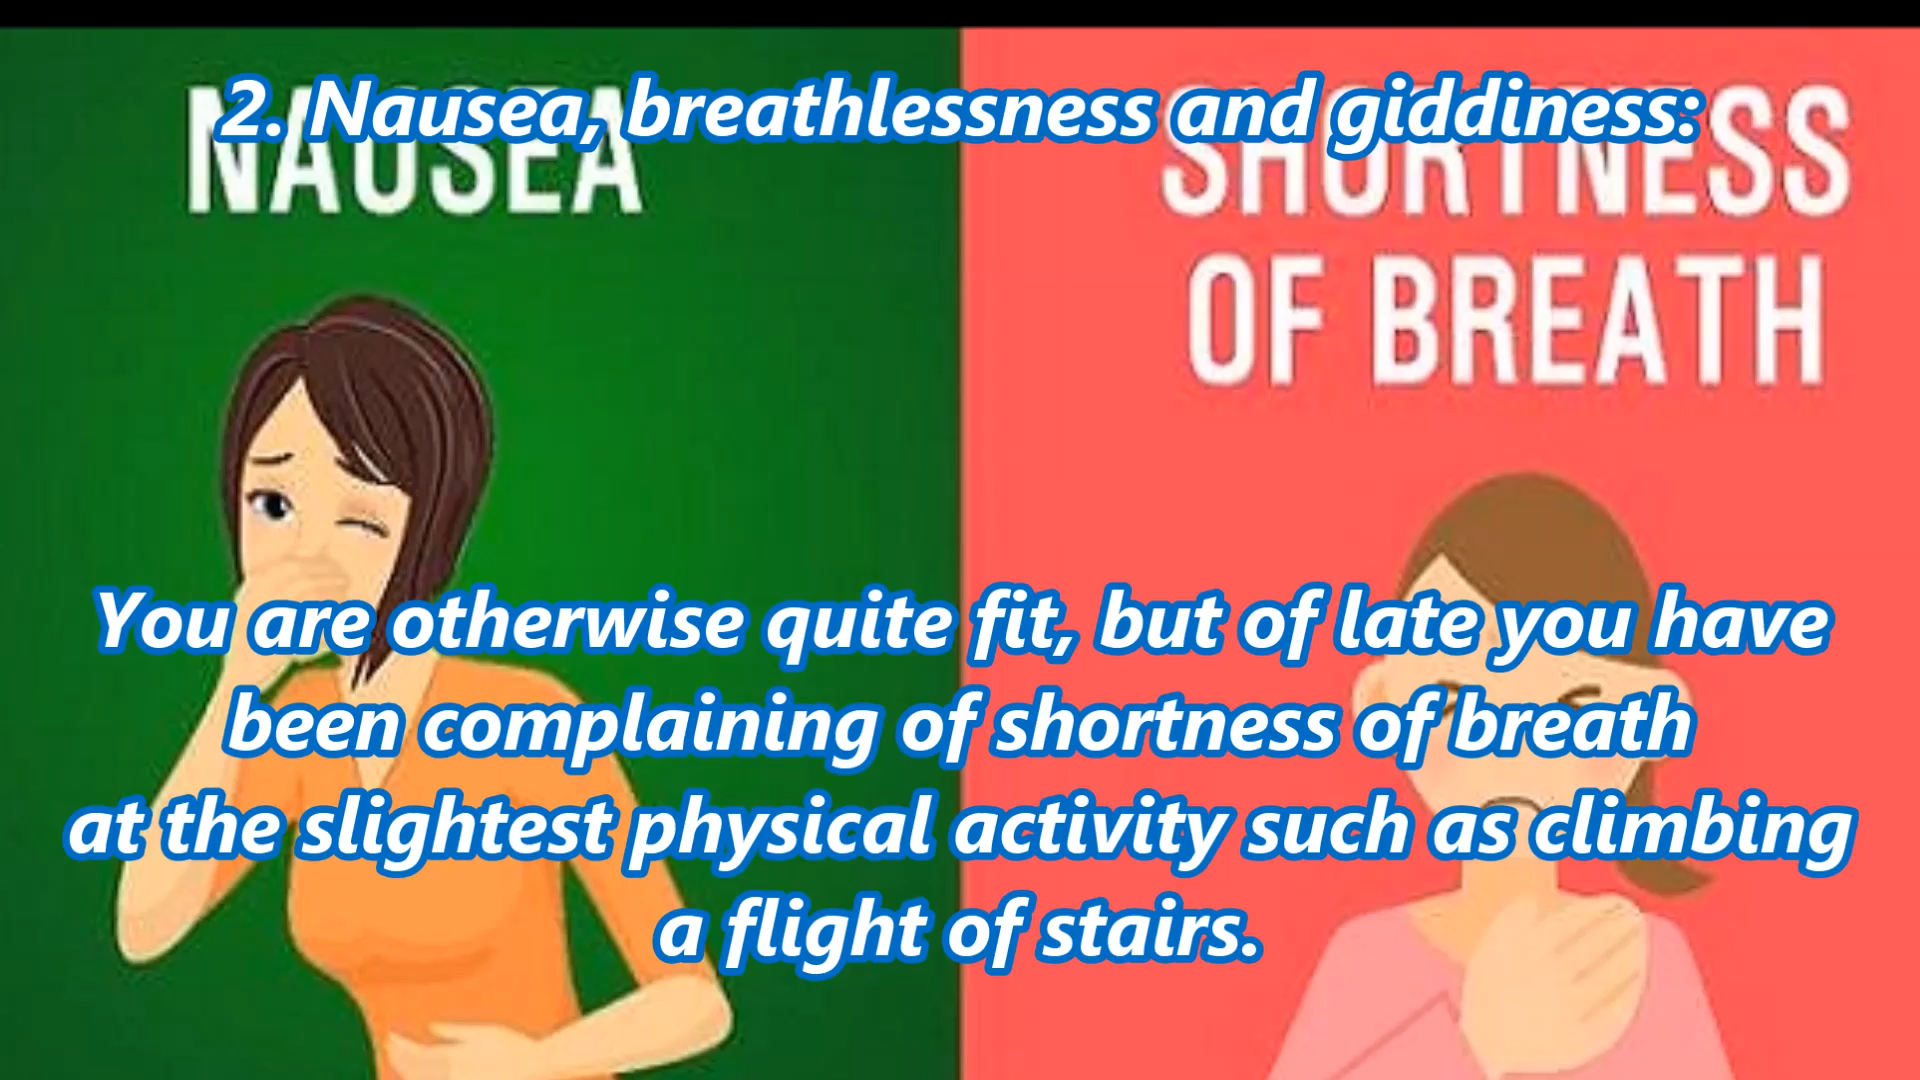 2. Nausea, breathlessness and giddiness:
NAUSEA
SHORTNESS
OF BREATH
You are otherwise quite fit, but of late you have
been complaining of shortness of breath
at the slightest physical activity such as climbing
a flight of stairs.